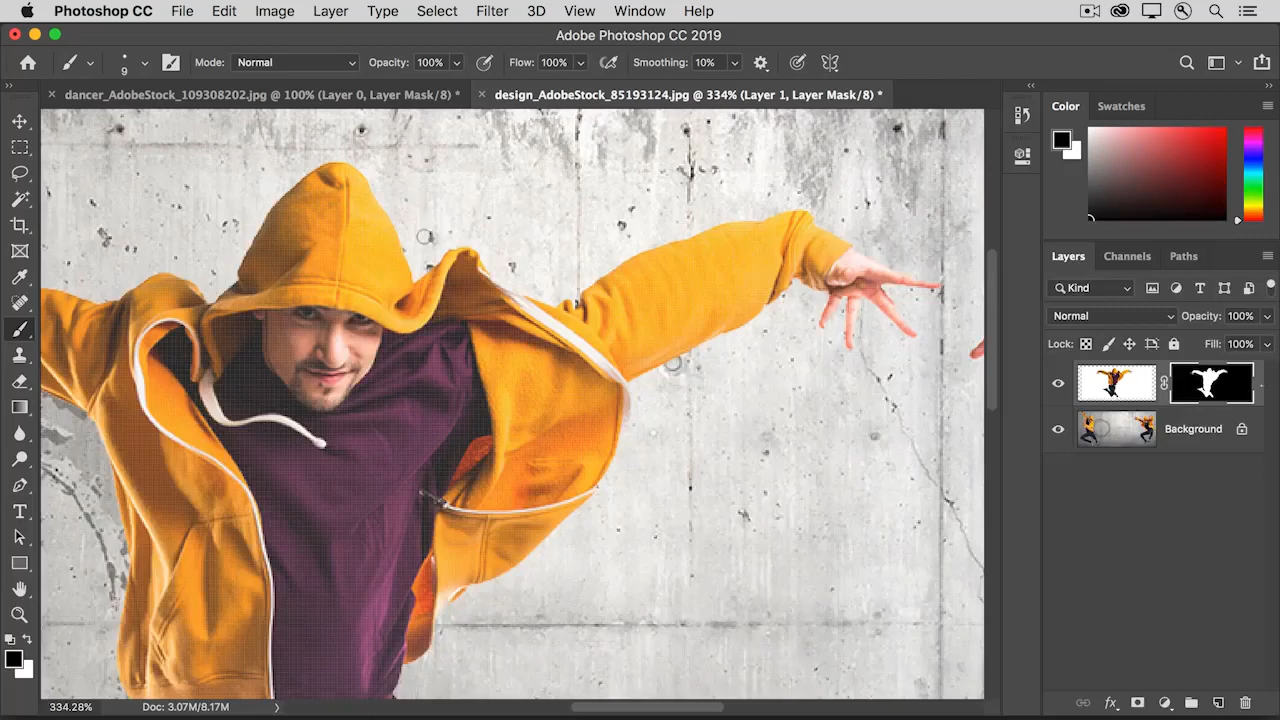 Photoshop CC File Edit Image Layer Type Select Filter 3D View Window Help
Adobe Photoshop CC 2019
9 Mode: Normal Opacity: 100% Flow: 100% Smoothing: 10%
dancer_AdobeStock_109308202.jpg @ 100% (Layer 0, Layer Mask/8) *
design_AdobeStock_85193124.jpg @ 334% (Layer 1, Layer Mask/8) *
Color Swatches
Layers Channels Paths
Kind
Normal Opacity: 100%
Lock: Fill: 100%
Background
334.28% Doc: 3.07M/8.17M